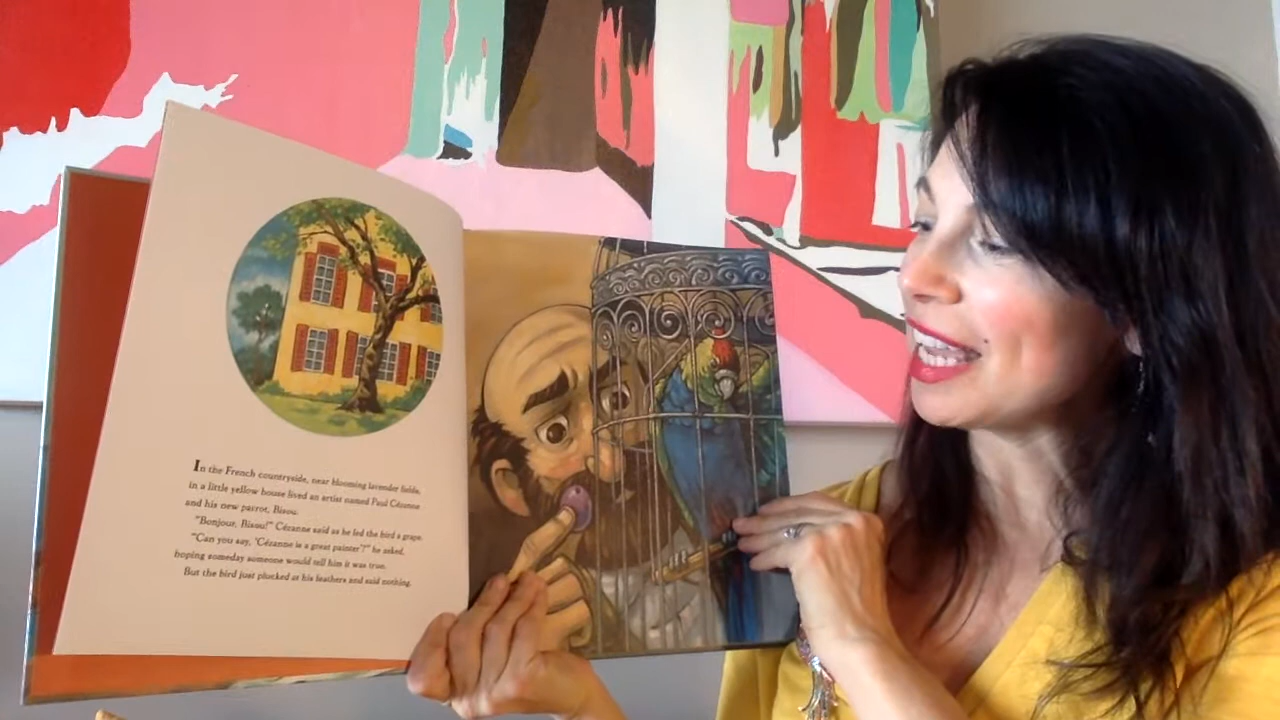 In the French countryside, near blooming lavender fields,
in a little yellow house lived an artist named Paul Cézanne
and his new parrot, Bisou.
"Bonjour, Bisou!" Cézanne said as he fed the bird a grape.
"Can you say, 'Cézanne is a great painter'?" he asked,
hoping someday someone would tell him it was true.
But the bird just plucked at his feathers and said nothing.